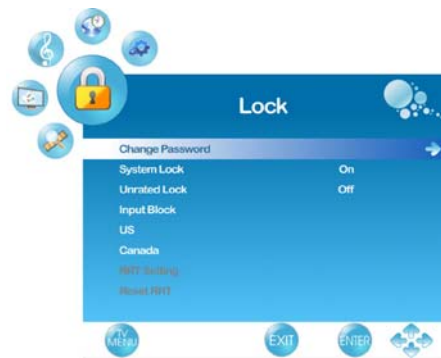 Lock
Change Password
System Lock On
Unrated Lock Off
Input Block
US
Canada
RRT Setting
Reset RRT
TV MENU EXIT ENTER